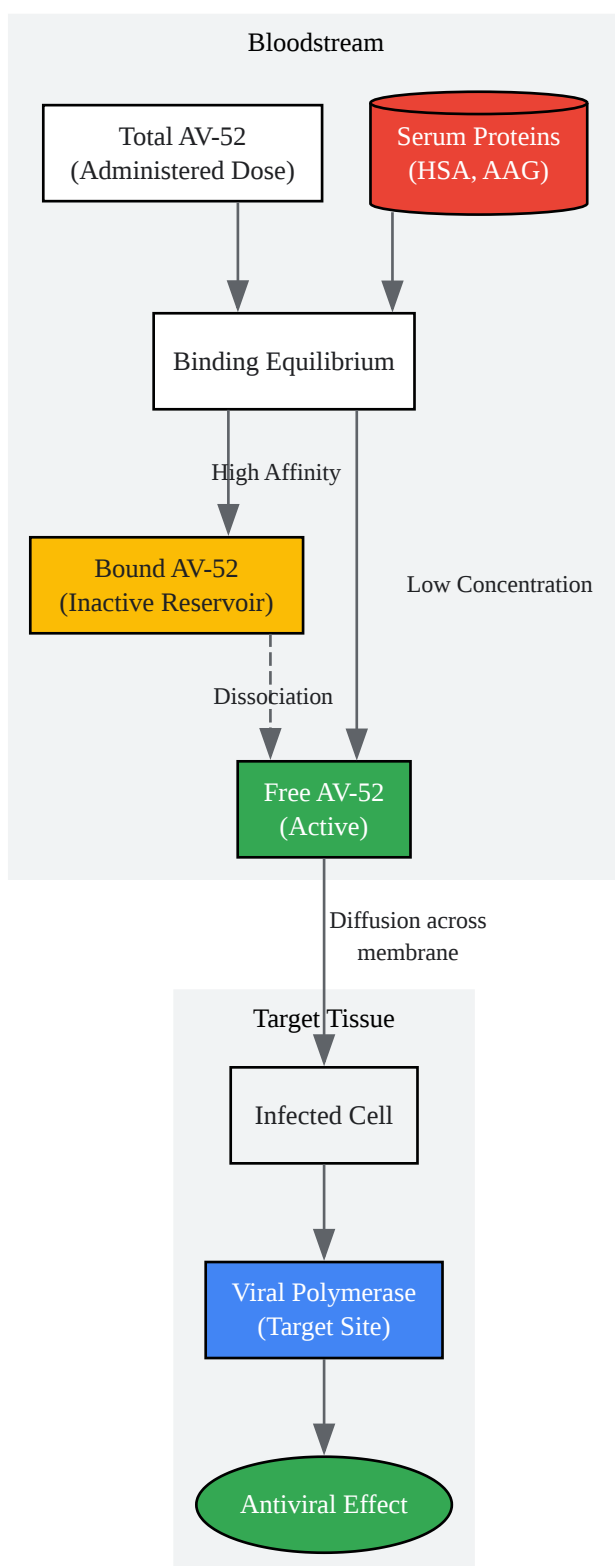 Bloodstream
Total AV-52
(Administered Dose)
Serum Proteins
(HSA, AAG)
Binding Equilibrium
High Affinity
Bound AV-52
(Inactive Reservoir)
Low Concentration
Dissociation
Free AV-52
(Active)
Diffusion across
membrane
Target Tissue
Infected Cell
Viral Polymerase
(Target Site)
Antiviral Effect